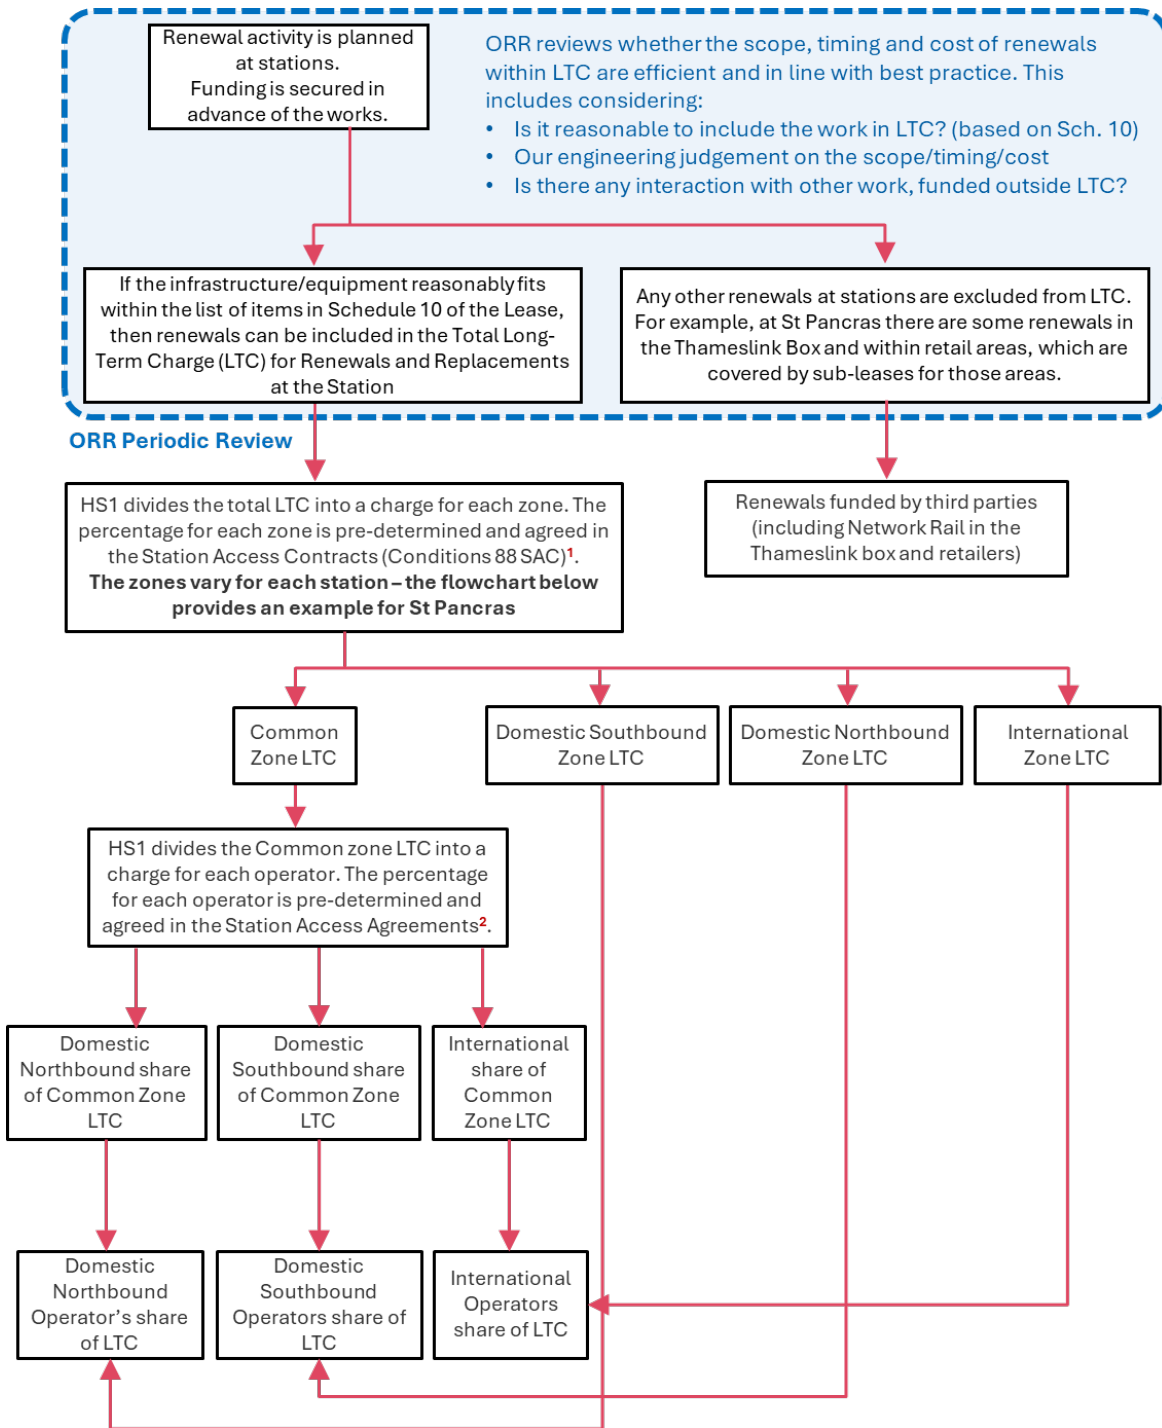 Renewal activity is planned
at stations.
Funding is secured in
advance of the works.
ORR reviews whether the scope, timing and cost of renewals
within LTC are efficient and in line with best practice. This
includes considering:
• Is it reasonable to include the work in LTC? (based on Sch. 10)
• Our engineering judgement on the scope/timing/cost
• Is there any interaction with other work, funded outside LTC?
If the infrastructure/equipment reasonably fits
within the list of items in Schedule 10 of the Lease,
then renewals can be included in the Total Long-
Term Charge (LTC) for Renewals and Replacements
at the Station
Any other renewals at stations are excluded from LTC.
For example, at St Pancras there are some renewals in
the Thameslink Box and within retail areas, which are
covered by sub-leases for those areas.
ORR Periodic Review
HS1 divides the total LTC into a charge for each zone. The
percentage for each zone is pre-determined and agreed in
the Station Access Contracts (Conditions 88 SAC)1.
The zones vary for each station – the flowchart below
provides an example for St Pancras
Renewals funded by third parties
(including Network Rail in the
Thameslink box and retailers)
Common
Zone LTC
Domestic Southbound
Zone LTC
Domestic Northbound
Zone LTC
International
Zone LTC
HS1 divides the Common zone LTC into a
charge for each operator. The percentage
for each operator is pre-determined and
agreed in the Station Access Agreements2.
Domestic
Northbound share
of Common Zone
LTC
Domestic
Southbound share
of Common Zone
LTC
International
share of
Common
Zone LTC
Domestic
Northbound
Operator's share
of LTC
Domestic
Southbound
Operators share of
LTC
International
Operators
share of LTC